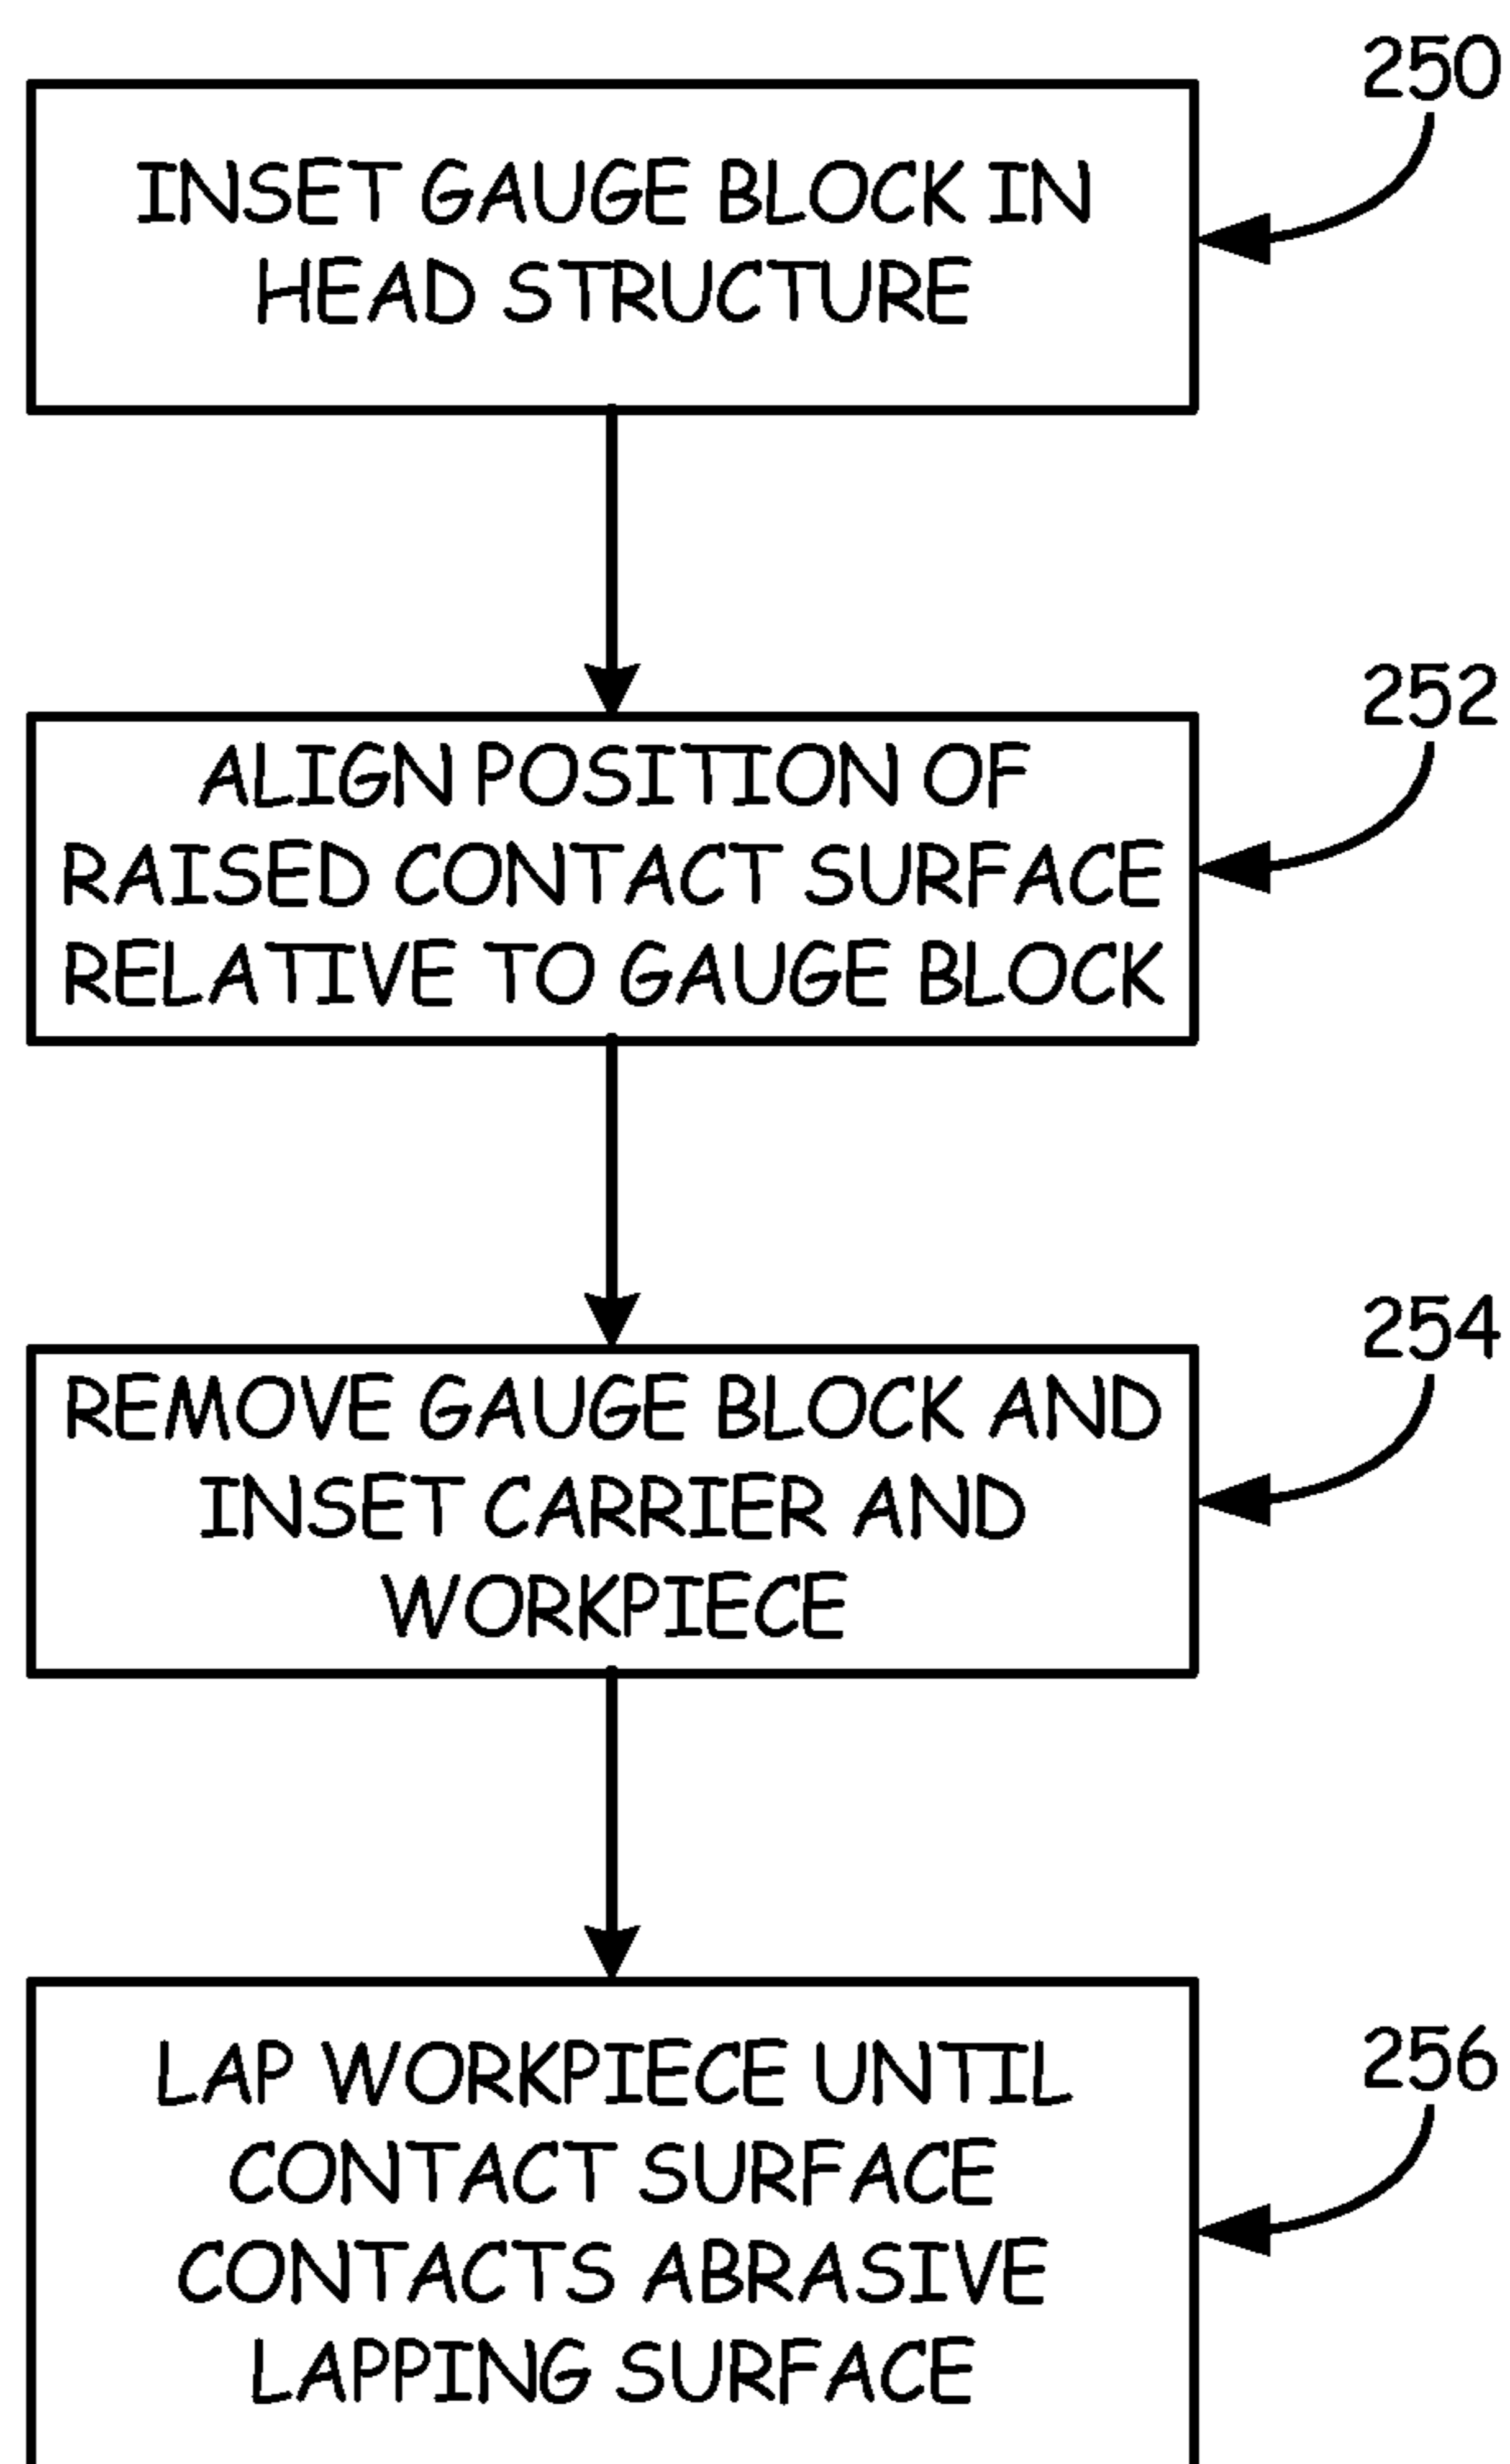 250
INSET GAUGE BLOCK IN
HEAD STRUCTURE
252
ALIGN POSITION OF
RAISED CONTACT SURFACE
RELATIVE TO GAUGE BLOCK
254
REMOVE GAUGE BLOCK AND
INSET CARRIER AND
WORKPIECE
256
LAP WORKPIECE UNTIL
CONTACT SURFACE
CONTACTS ABRASIVE
LAPPING SURFACE